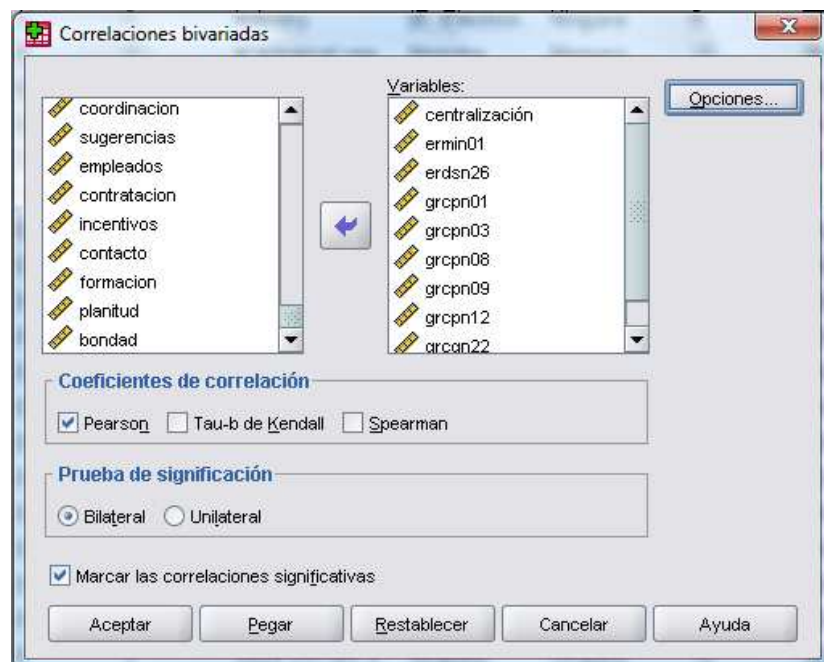 Correlaciones bivariadas
coordinacion
sugerencias
empleados
contratacion
incentivos
contacto
formacion
planitud
bondad
Variables:
centralización
ermin01
erdsn26
grcpn01
grcpn03
grcpn08
grcpn09
grcpn12
grcgn22
Opciones...
Coeficientes de correlación
Pearson Tau-b de Kendall Spearman
Prueba de significación
Bilateral Unilateral
Marcar las correlaciones significativas
Aceptar Pegar Restablecer Cancelar Ayuda